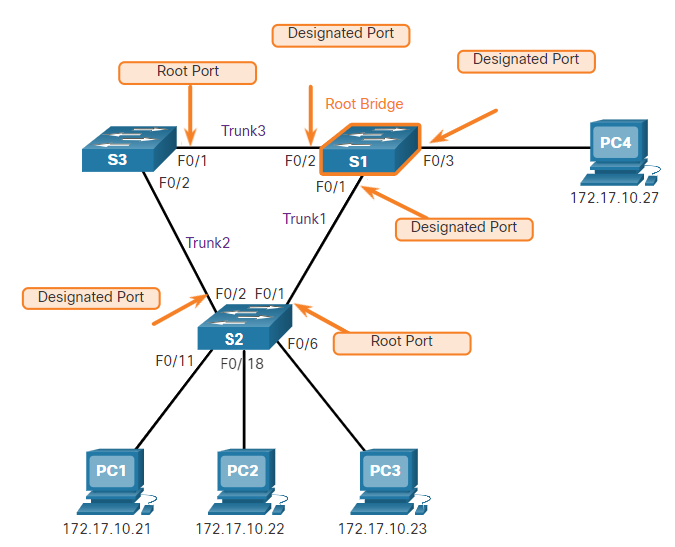 Designated Port
Designated Port
Root Port
Root Bridge
Trunk3
PC4
S3
F0/1
F0/2
S1
F0/3
F0/2
F0/1
172.17.10.27
Trunk1
Designated Port
Trunk2
Designated Port
F0/2
F0/1
S2
F0/6
Root Port
F0/11
F0/18
PC1
PC2
PC3
172.17.10.21
172.17.10.22
172.17.10.23